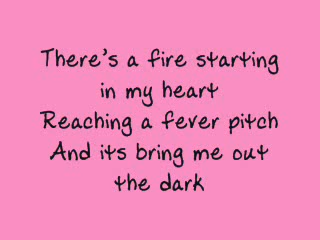 There's a fire starting
in my heart
Reaching a fever pitch
And its bring me out
the dark